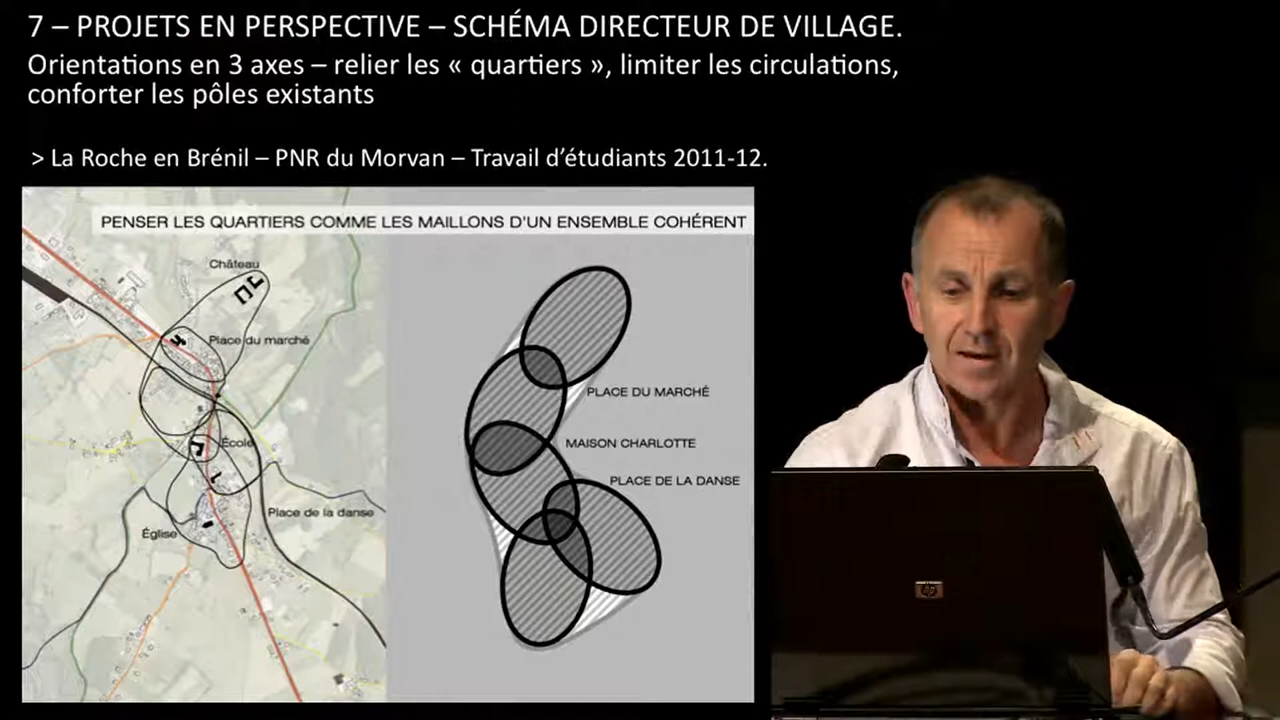 7 – PROJETS EN PERSPECTIVE – SCHÉMA DIRECTEUR DE VILLAGE.
Orientations en 3 axes – relier les « quartiers », limiter les circulations,
conforter les pôles existants
> La Roche en Brénil – PNR du Morvan – Travail d’étudiants 2011-12.
PENSER LES QUARTIERS COMME LES MAILLONS D'UN ENSEMBLE COHÉRENT
Château
Place du marché
École
Place de la danse
Église
PLACE DU MARCHÉ
MAISON CHARLOTTE
PLACE DE LA DANSE
hp